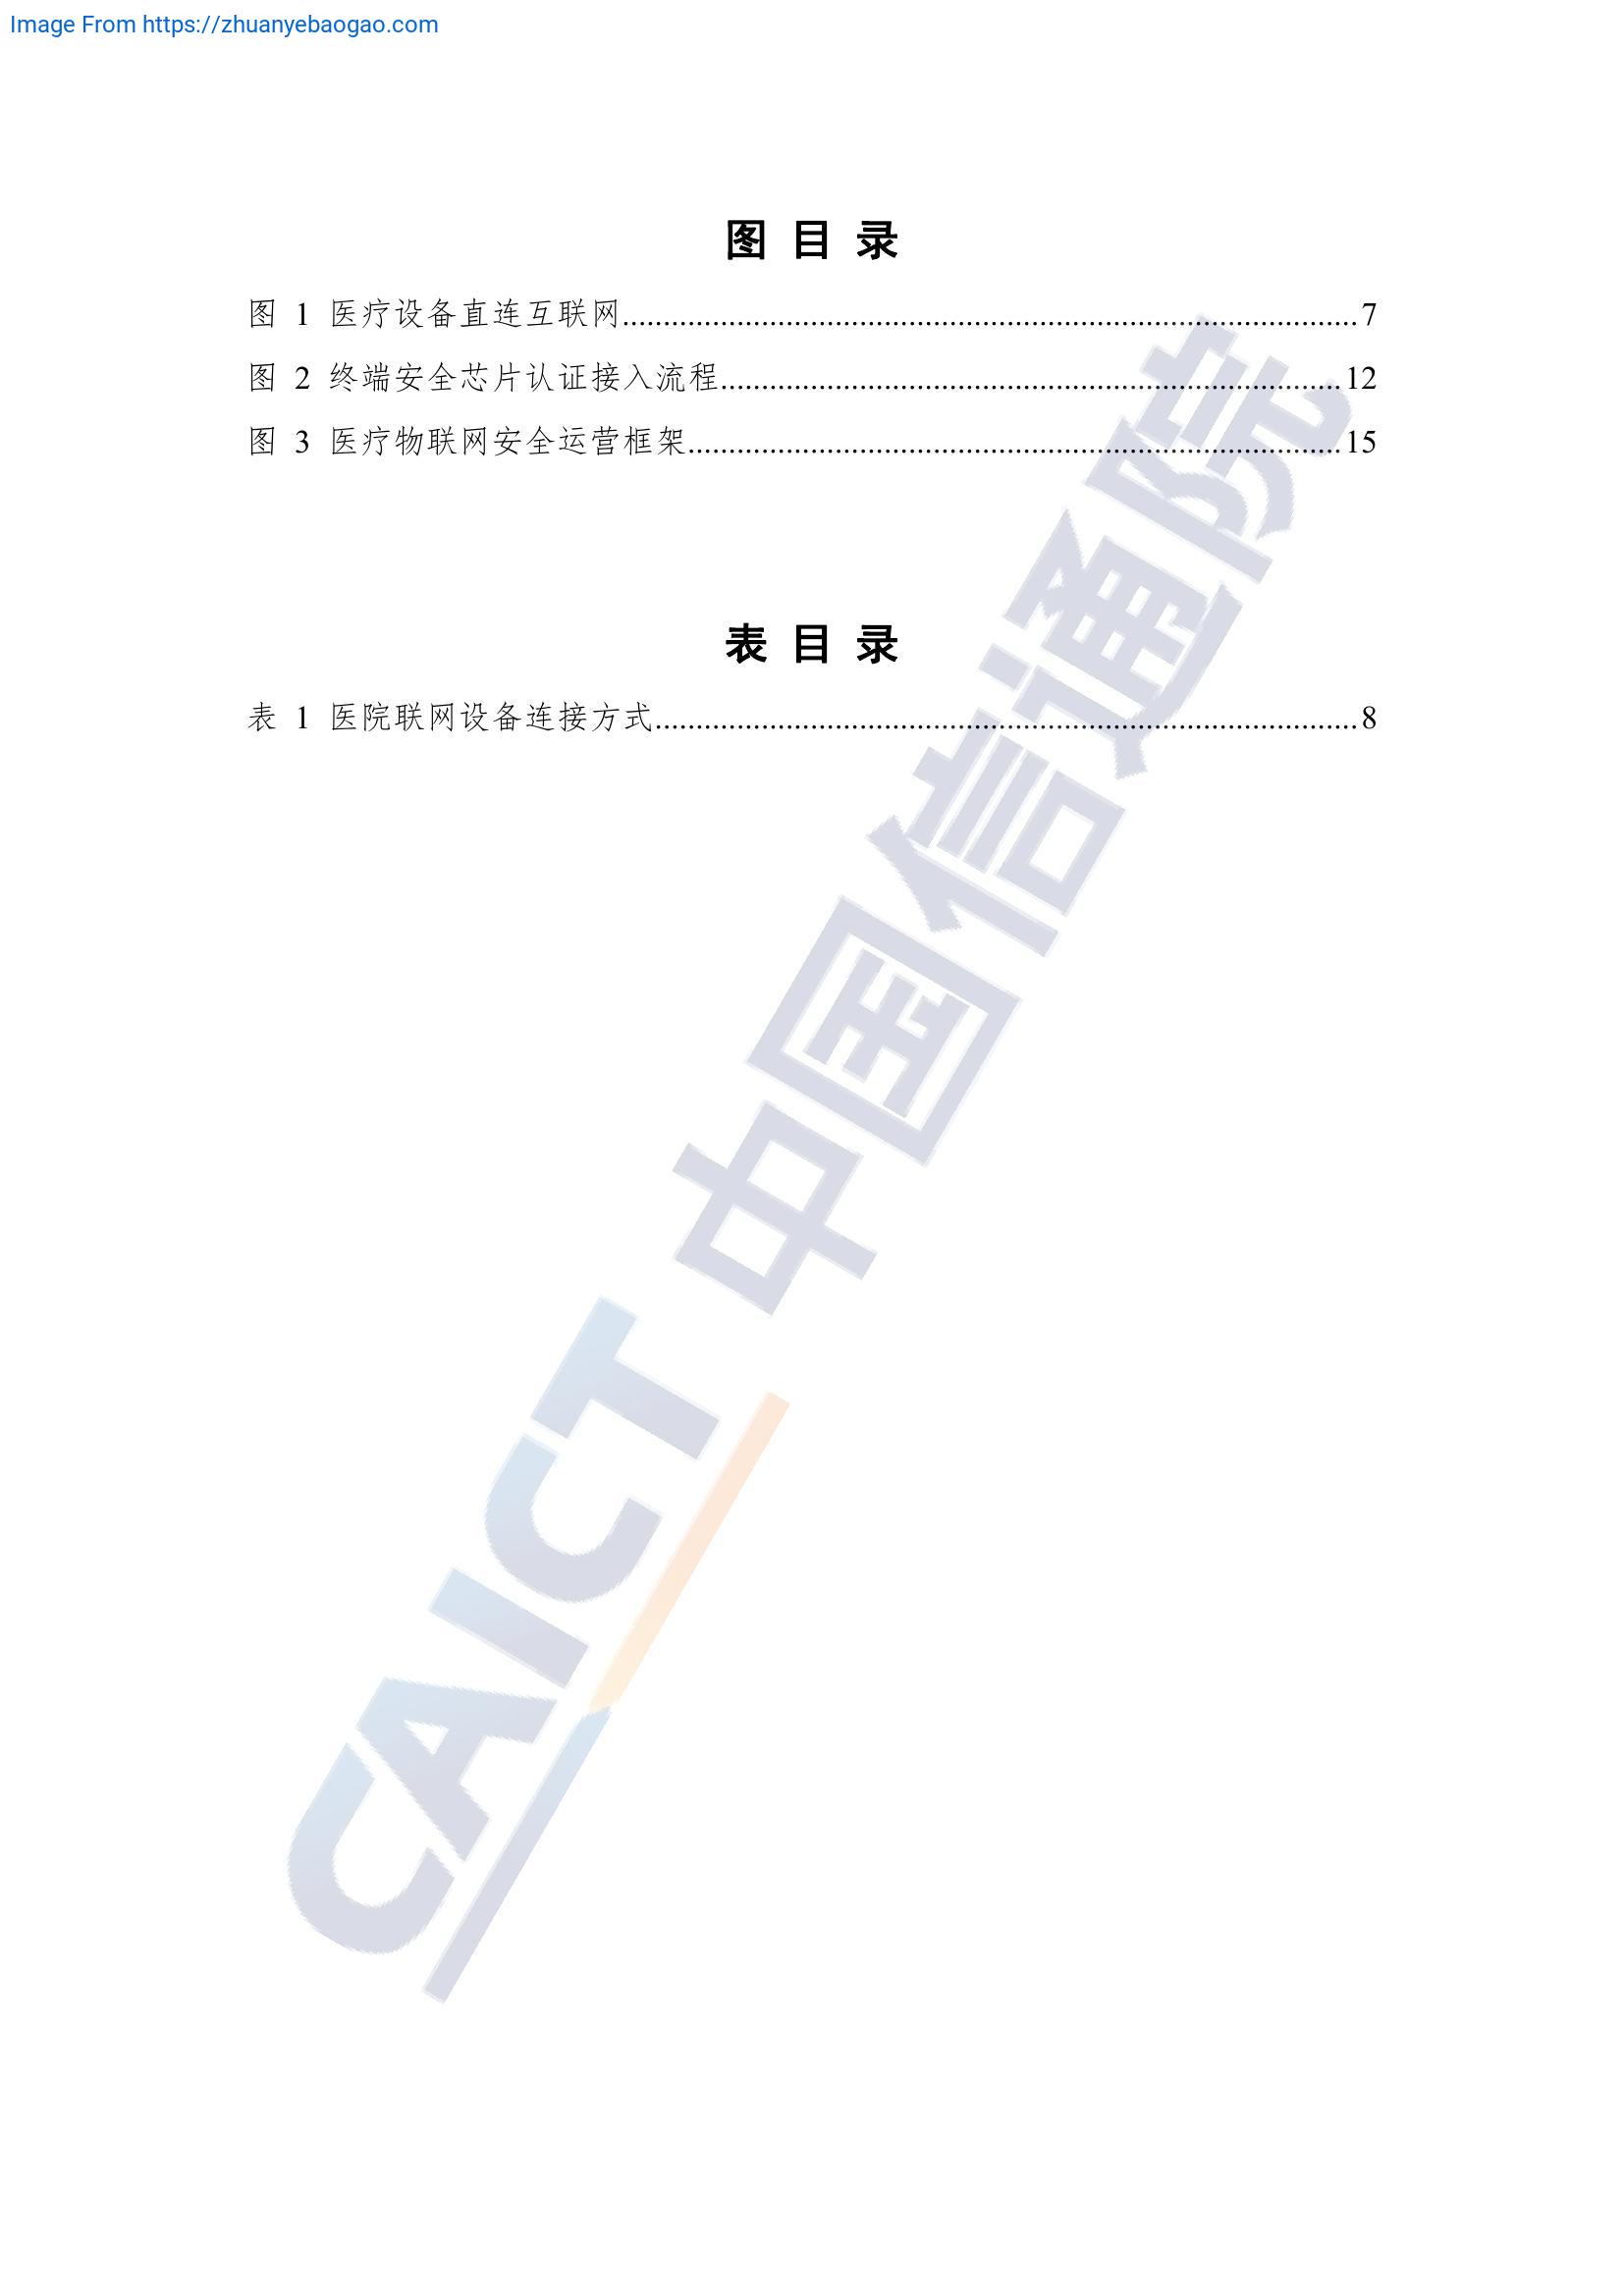 Image From https://zhuanyebaogao.com
图 目 录
图 1 医疗设备直连互联网........................................................................................7
图 2 终端安全芯片认证接入流程..........................................................................12
图 3 医疗物联网安全运营框架..............................................................................15
表 目 录
表 1 医院联网设备连接方式....................................................................................8
CAICT 中国信通院